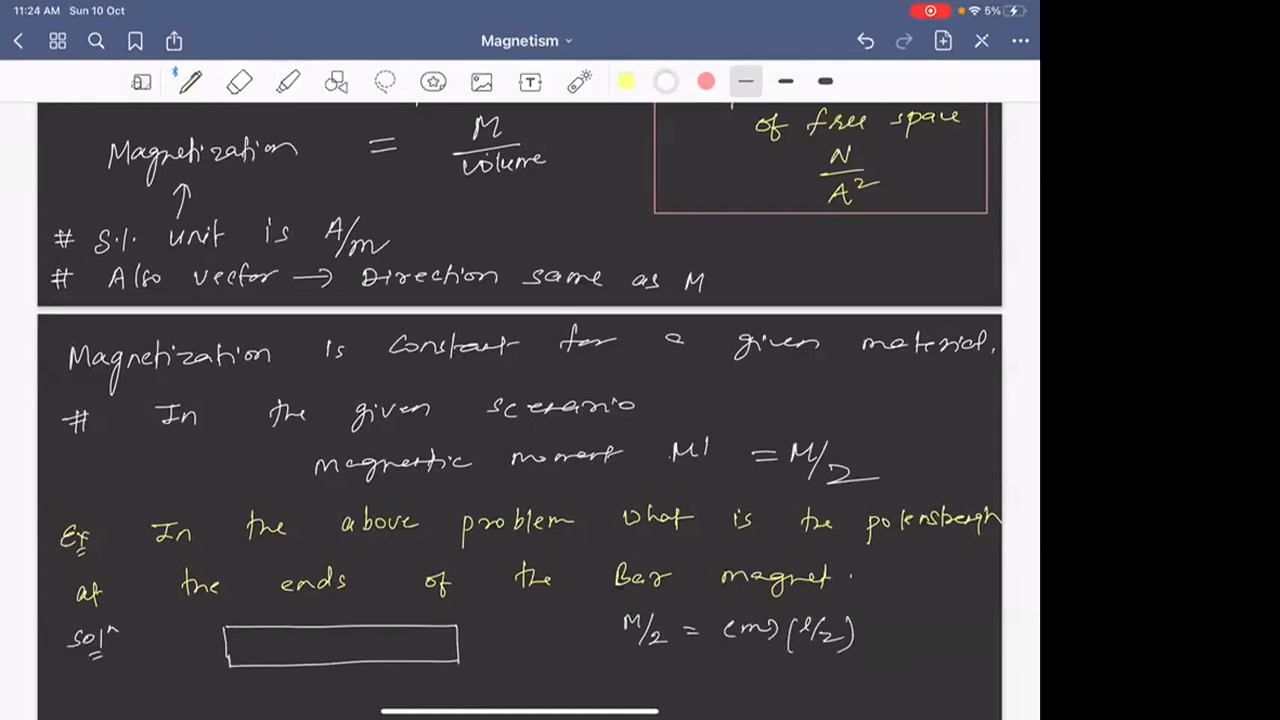 11:24 AM Sun 10 Oct
5%
Magnetism
of free space
Magnetization = M/volume
N/A²
# S.I. unit is A/m
# Also vector → Direction same as M
Magnetization is constant for a given material.
# In the given scenario
magnetic moment M' = M/2
Ex In the above problem what is the polestrength
at the ends of the Bar magnet.
Solⁿ M/2 = (m) (l/2)